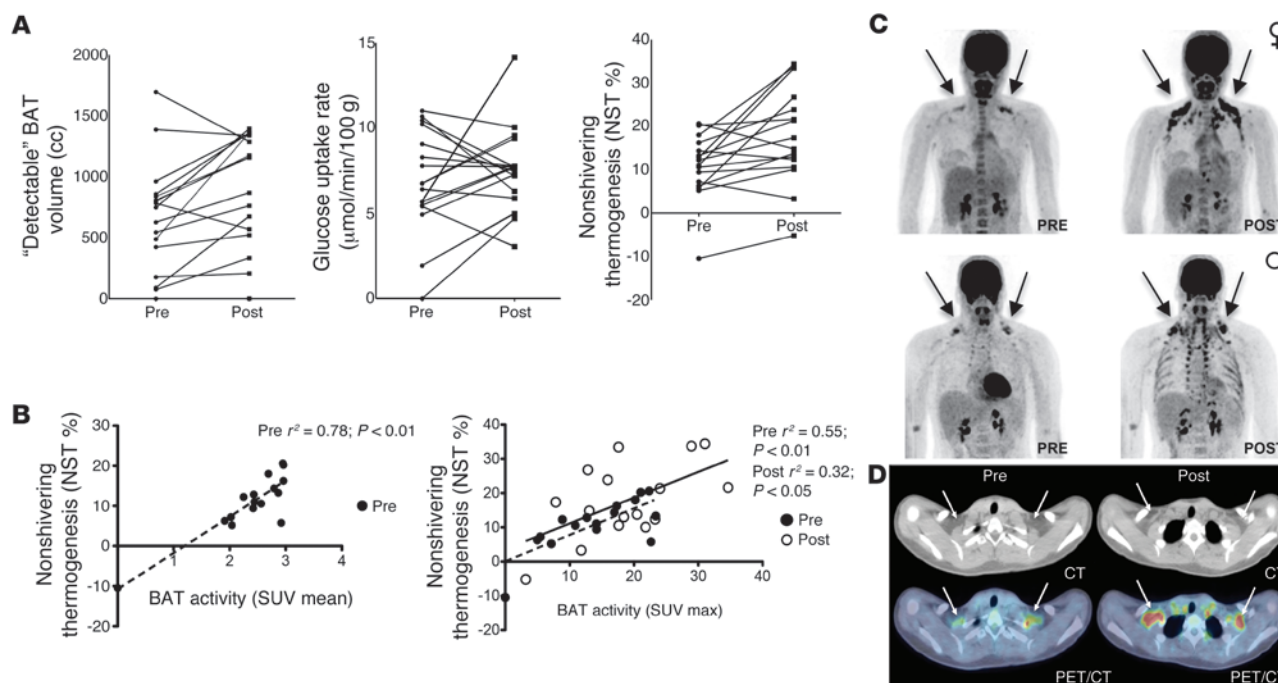 A
"Detectable" BAT
volume (cc)
2000
1500
1000
500
0
Pre
Post
Glucose uptake rate
(µmol/min/100 g)
15
10
5
0
Pre
Post
Nonshivering
thermogenesis (NST %)
40
30
20
10
0
-10
-20
Pre
Post
B
Nonshivering
thermogenesis (NST %)
30
20
10
0
-10
-20
1
2
3
4
BAT activity (SUV mean)
Pre r² = 0.78; P < 0.01
Pre
Nonshivering
thermogenesis (NST %)
40
30
20
10
0
-10
-20
10
20
30
40
BAT activity (SUV max)
Pre r² = 0.55;
P < 0.01
Post r² = 0.32;
P < 0.05
Pre
Post
C
♀
PRE
POST
♂
PRE
POST
D
Pre
Post
CT
CT
PET/CT
PET/CT